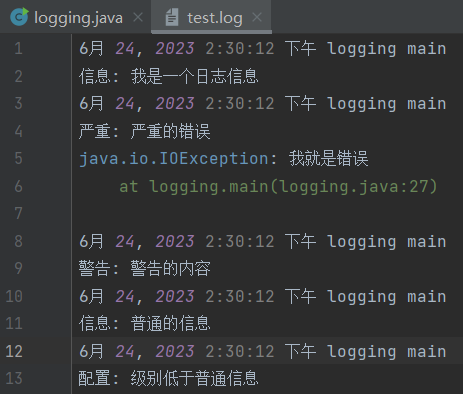 logging.java test.log
1 6月 24, 2023 2:30:12 下午 logging main
2 信息: 我是一个日志信息
3 6月 24, 2023 2:30:12 下午 logging main
4 严重: 严重的错误
5 java.io.IOException: 我就是错误
6 at logging.main(logging.java:27)
7
8 6月 24, 2023 2:30:12 下午 logging main
9 警告: 警告的内容
10 6月 24, 2023 2:30:12 下午 logging main
11 信息: 普通的信息
12 6月 24, 2023 2:30:12 下午 logging main
13 配置: 级别低于普通信息